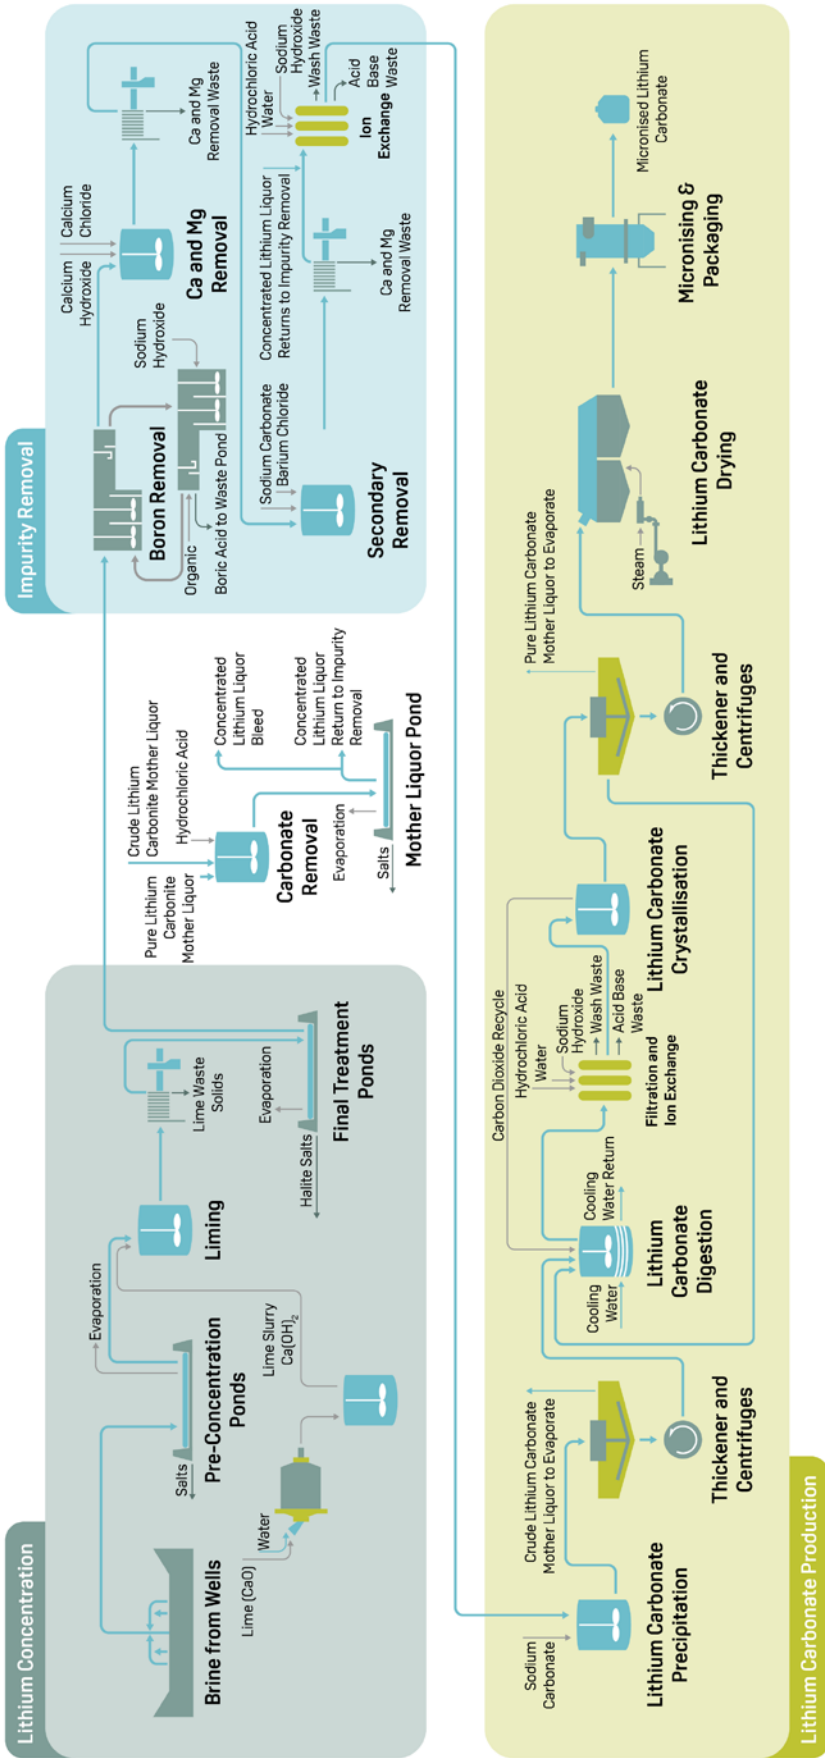 Lithium Concentration
Brine from Wells
Salts
Evaporation
Pre-Concentration
Ponds
Lime (CaO)
Water
Lime Slurry
Ca(OH)₂
Liming
Lime Waste
Solids
Evaporation
Halite Salts
Final Treatment
Ponds
Pure Lithium
Carbonite
Mother Liquor
Crude Lithium
Carbonite Mother Liquor
Hydrochloric Acid
Carbonate
Removal
Concentrated
Lithium Liquor
Bleed
Concentrated
Lithium Liquor
Return to Impurity
Removal
Evaporation
Salts
Mother Liquor Pond
Impurity Removal
Boron Removal
Sodium
Hydroxide
Organic
Boric Acid to Waste Pond
Calcium
Hydroxide
Calcium
Chloride
Ca and Mg
Removal
Ca and Mg
Removal Waste
Sodium Carbonate
Barium Chloride
Secondary
Removal
Concentrated Lithium Liquor
Returns to Impurity Removal
Ca and Mg
Removal Waste
Hydrochloric Acid
Water
Sodium
Hydroxide
Wash Waste
Acid
Base
Waste
Ion
Exchange
Lithium Carbonate Production
Sodium
Carbonate
Lithium Carbonate
Precipitation
Crude Lithium Carbonate
Mother Liquor to Evaporate
Thickener and
Centrifuges
Cooling
Water
Cooling
Water Return
Lithium
Carbonate
Digestion
Carbon Dioxide Recycle
Hydrochloric Acid
Water
Sodium
Hydroxide
Wash Waste
Acid Base
Waste
Filtration and
Ion Exchange
Lithium Carbonate
Crystallisation
Pure Lithium Carbonate
Mother Liquor to Evaporate
Thickener and
Centrifuges
Steam
Lithium Carbonate
Drying
Micronising &
Packaging
Micronised Lithium
Carbonate